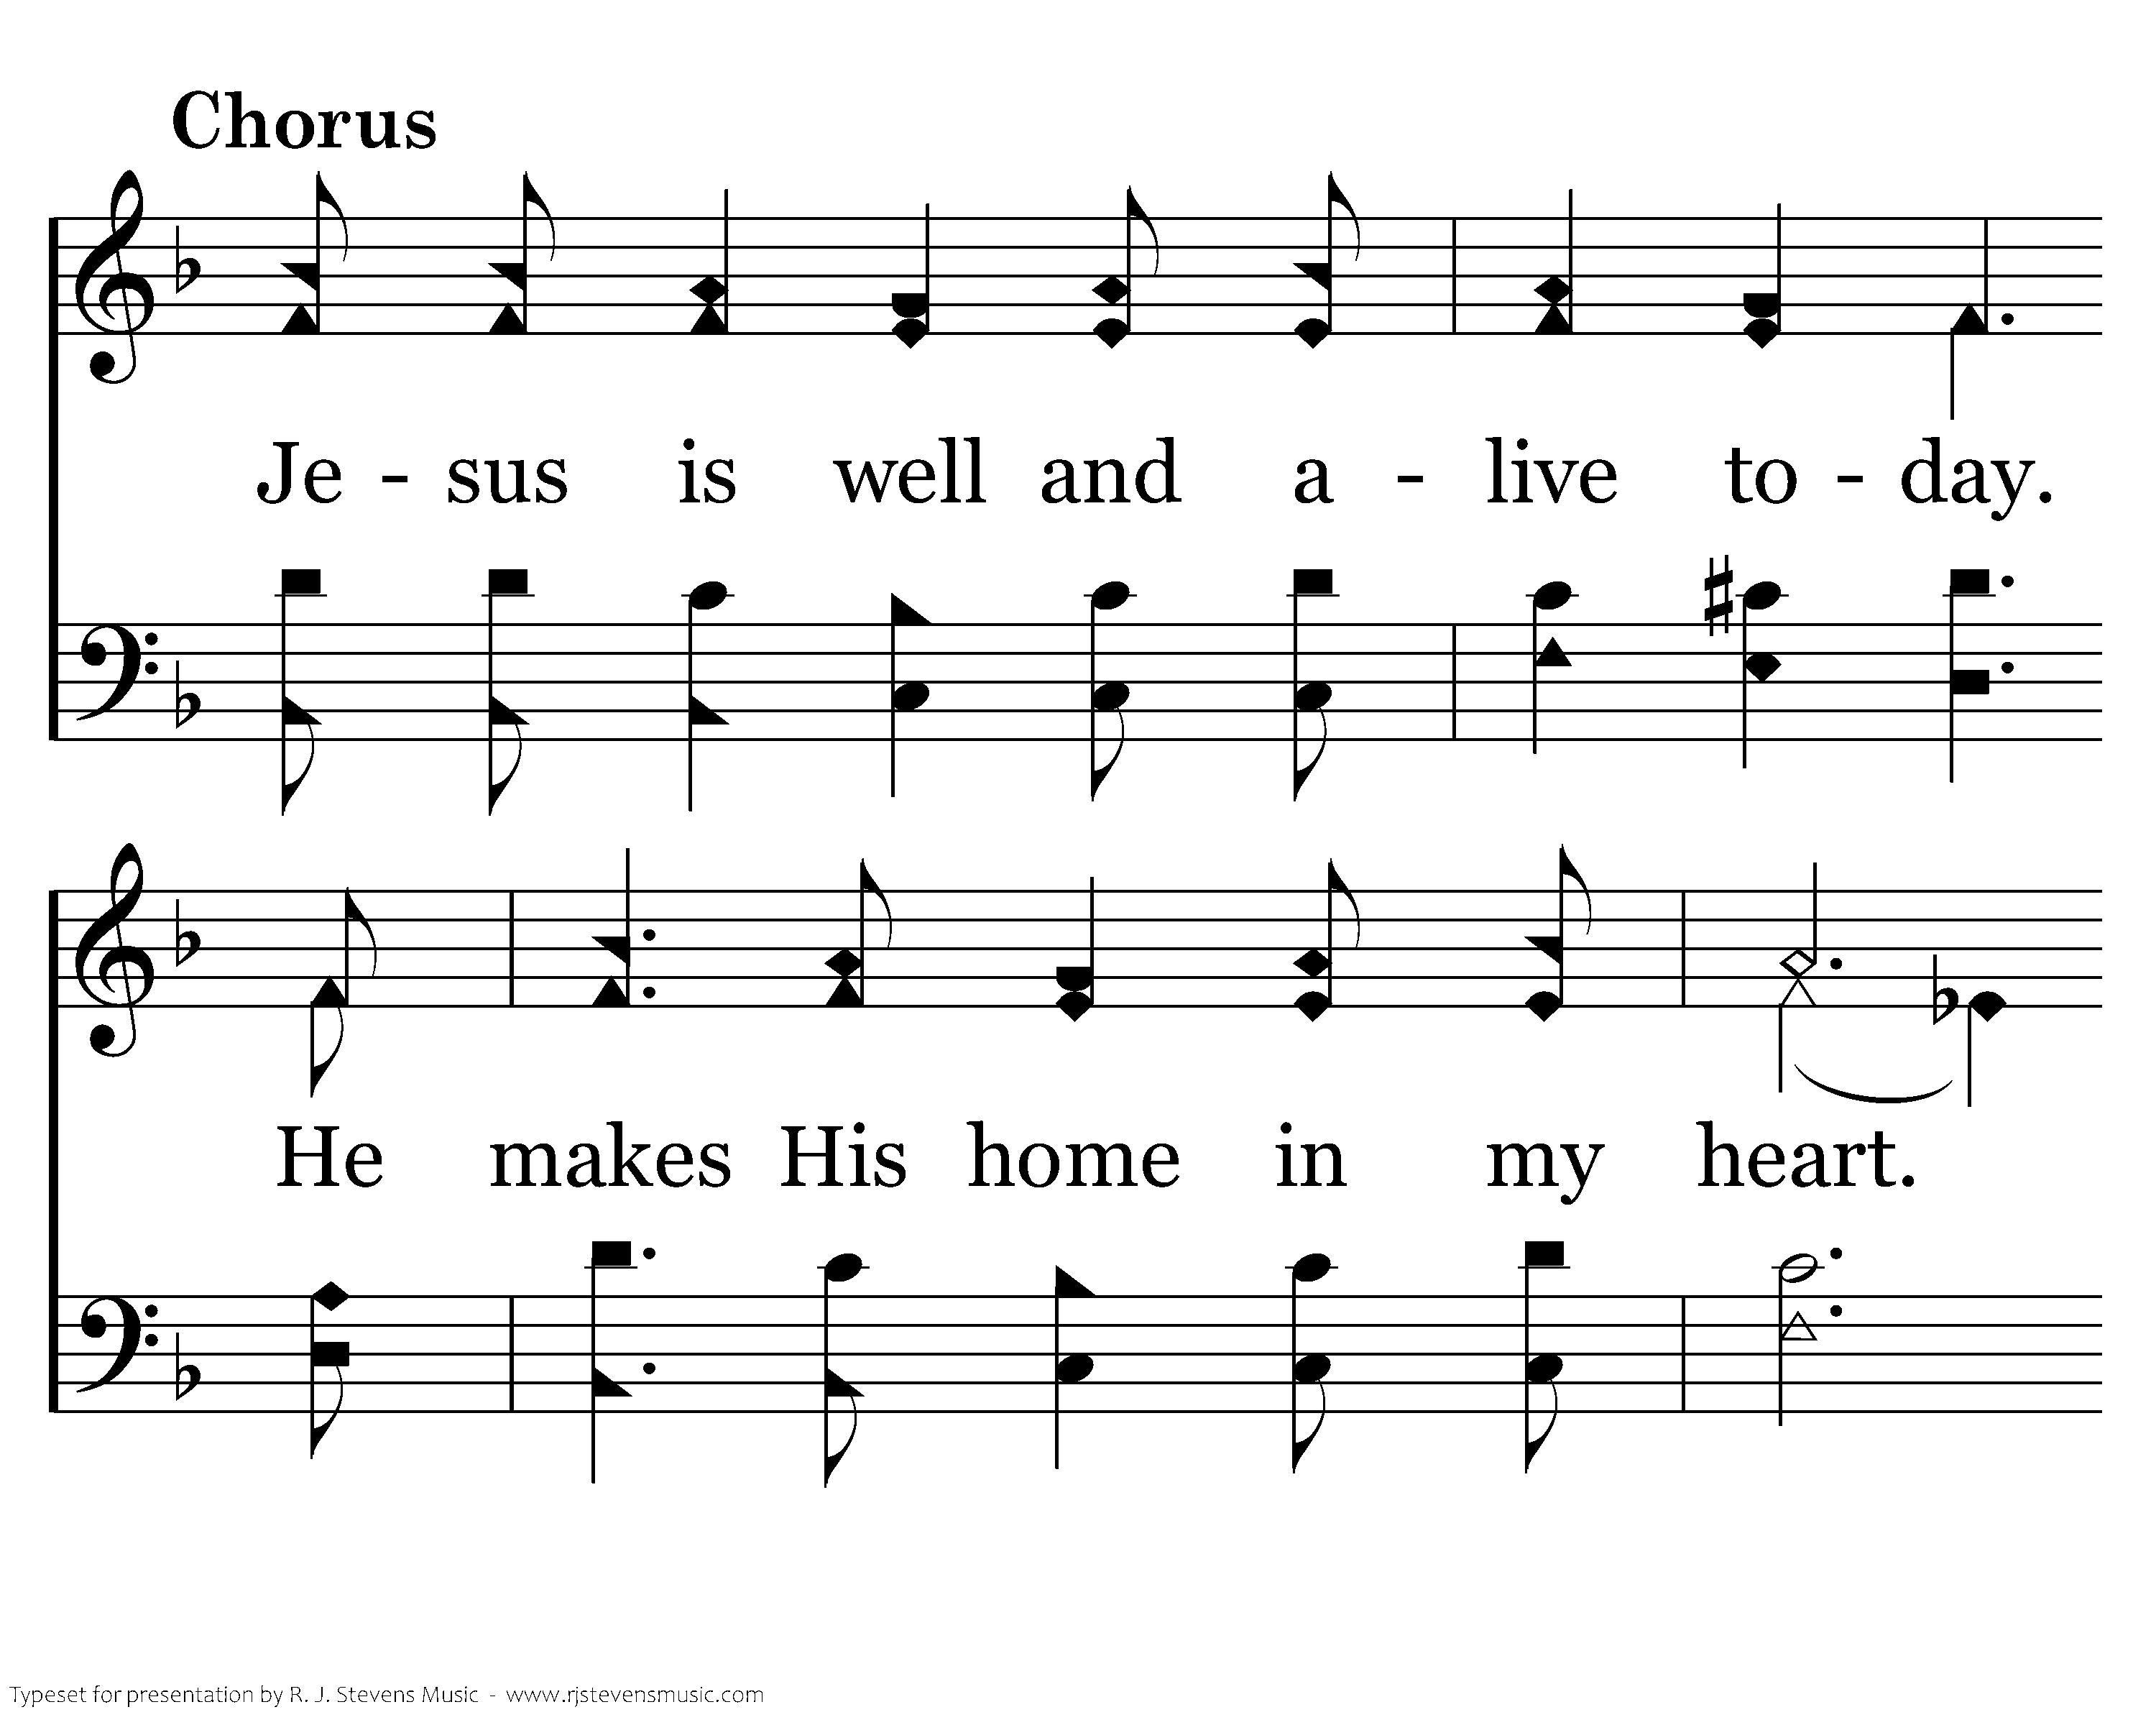 Chorus
Je - sus is well and a - live to - day.
He makes His home in my heart.
Typeset for presentation by R. J. Stevens Music - www.rjstevensmusic.com